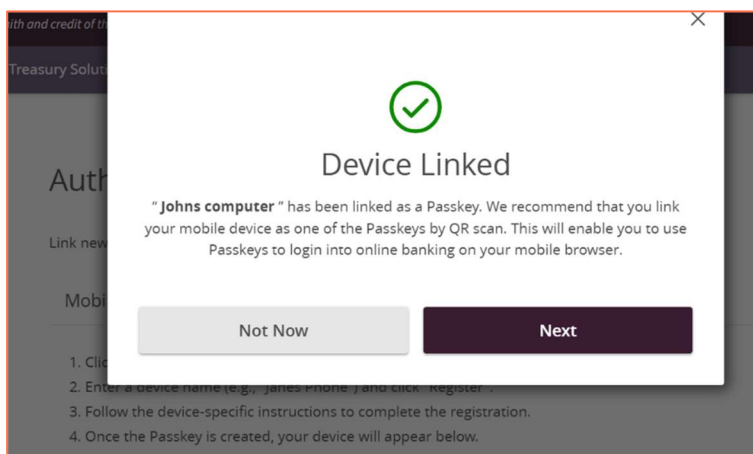 ith and credit of th
Treasury Soluti
Device Linked
" Johns computer " has been linked as a Passkey. We recommend that you link
your mobile device as one of the Passkeys by QR scan. This will enable you to use
Passkeys to login into online banking on your mobile browser.
Not Now
Next
Auth
Link new
Mobi
1. Clic
2. Enter a device name (e.g., "Janes Phone") and click "Register".
3. Follow the device-specific instructions to complete the registration.
4. Once the Passkey is created, your device will appear below.